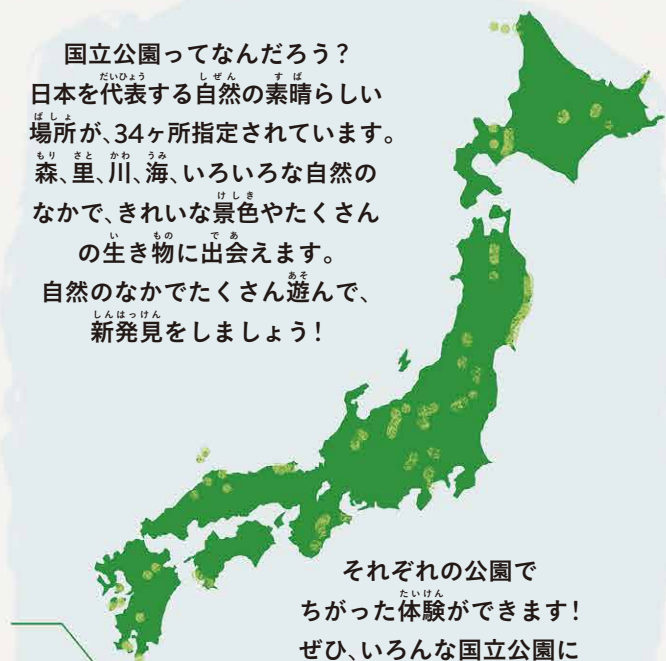 国立公園ってなんだろう？
日本を代表する自然の素晴らしい
場所が、34ヶ所指定されています。
森、里、川、海、いろいろな自然の
なかで、きれいな景色やたくさん
の生き物に出会えます。
自然のなかでたくさん遊んで、
新発見をしましょう！
それぞれの公園で
ちがった体験ができます！
ぜひ、いろんな国立公園に